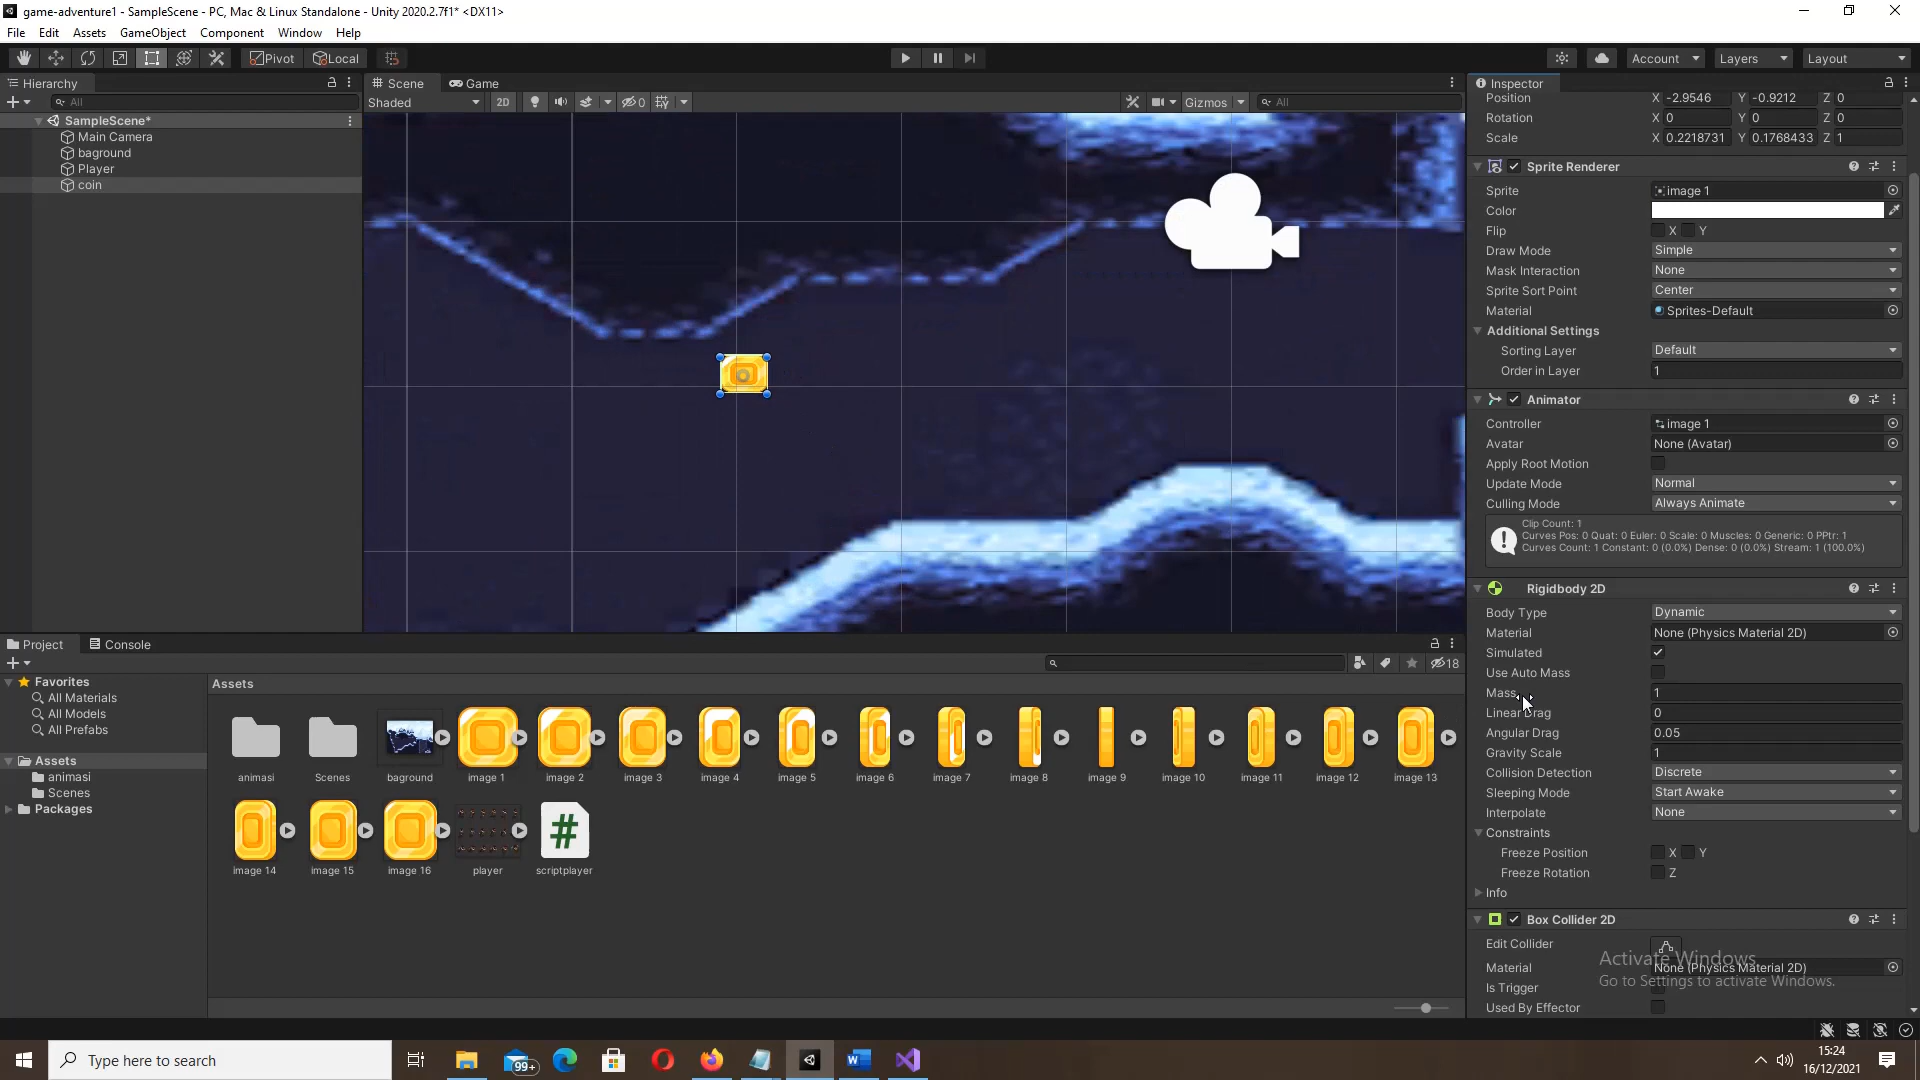 game-adventure1 - SampleScene - PC, Mac & Linux Standalone - Unity 2020.2.7f1* <DX11>
File Edit Assets GameObject Component Window Help
Pivot Local Account Layers Layout
Hierarchy
All
SampleScene*
Main Camera
baground
Player
coin
Scene Game
Shaded 2D 0 Gizmos All
Inspector
Position X -2.9546 Y -0.9212 Z 0
Rotation X 0 Y 0 Z 0
Scale X 0.2218731 Y 0.1768433 Z 1
Sprite Renderer
Sprite image 1
Color
Flip X Y
Draw Mode Simple
Mask Interaction None
Sprite Sort Point Center
Material Sprites-Default
Additional Settings
Sorting Layer Default
Order in Layer 1
Animator
Controller image 1
Avatar None (Avatar)
Apply Root Motion
Update Mode Normal
Culling Mode Always Animate
Clip Count: 1
Curves Pos: 0 Quat: 0 Euler: 0 Scale: 0 Muscles: 0 Generic: 0 PPtr: 1
Curves Count: 1 Constant: 0 (0.0%) Dense: 0 (0.0%) Stream: 1 (100.0%)
Rigidbody 2D
Body Type Dynamic
Material None (Physics Material 2D)
Simulated
Use Auto Mass
Mass 1
Linear Drag 0
Angular Drag 0.05
Gravity Scale 1
Collision Detection Discrete
Sleeping Mode Start Awake
Interpolate None
Constraints
Freeze Position X Y
Freeze Rotation Z
Info
Box Collider 2D
Edit Collider
Material None (Physics Material 2D)
Is Trigger
Used By Effector
Activate Windows
Go to Settings to activate Windows.
Project Console
18
Favorites
All Materials
All Models
All Prefabs
Assets
animasi
Scenes
Packages
Assets
animasi Scenes baground image 1 image 2 image 3 image 4 image 5 image 6 image 7 image 8 image 9 image 10 image 11 image 12 image 13
image 14 image 15 image 16 player scriptplayer
Type here to search
99+
15:24
16/12/2021